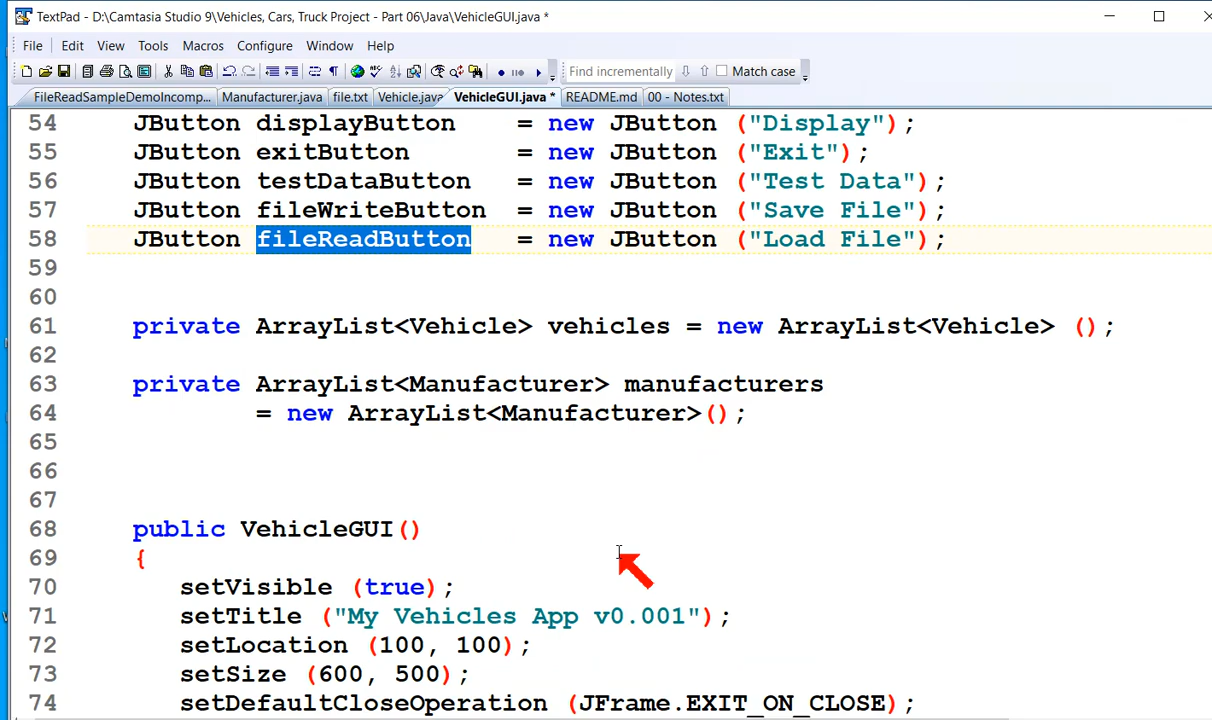 TextPad - D:\Camtasia Studio 9\Vehicles, Cars, Truck Project - Part 06\Java\VehicleGUI.java *
File Edit View Tools Macros Configure Window Help
Find incrementally Match case
FileReadSampleDemoIncomp... Manufacturer.java file.txt Vehicle.java VehicleGUI.java * README.md 00 - Notes.txt
54 JButton displayButton = new JButton ("Display");
55 JButton exitButton = new JButton ("Exit");
56 JButton testDataButton = new JButton ("Test Data");
57 JButton fileWriteButton = new JButton ("Save File");
58 JButton fileReadButton = new JButton ("Load File");
59
60
61 private ArrayList<Vehicle> vehicles = new ArrayList<Vehicle> ();
62
63 private ArrayList<Manufacturer> manufacturers
64 = new ArrayList<Manufacturer>();
65
66
67
68 public VehicleGUI()
69 {
70 setVisible (true);
71 setTitle ("My Vehicles App v0.001");
72 setLocation (100, 100);
73 setSize (600, 500);
74 setDefaultCloseOperation (JFrame.EXIT_ON_CLOSE);